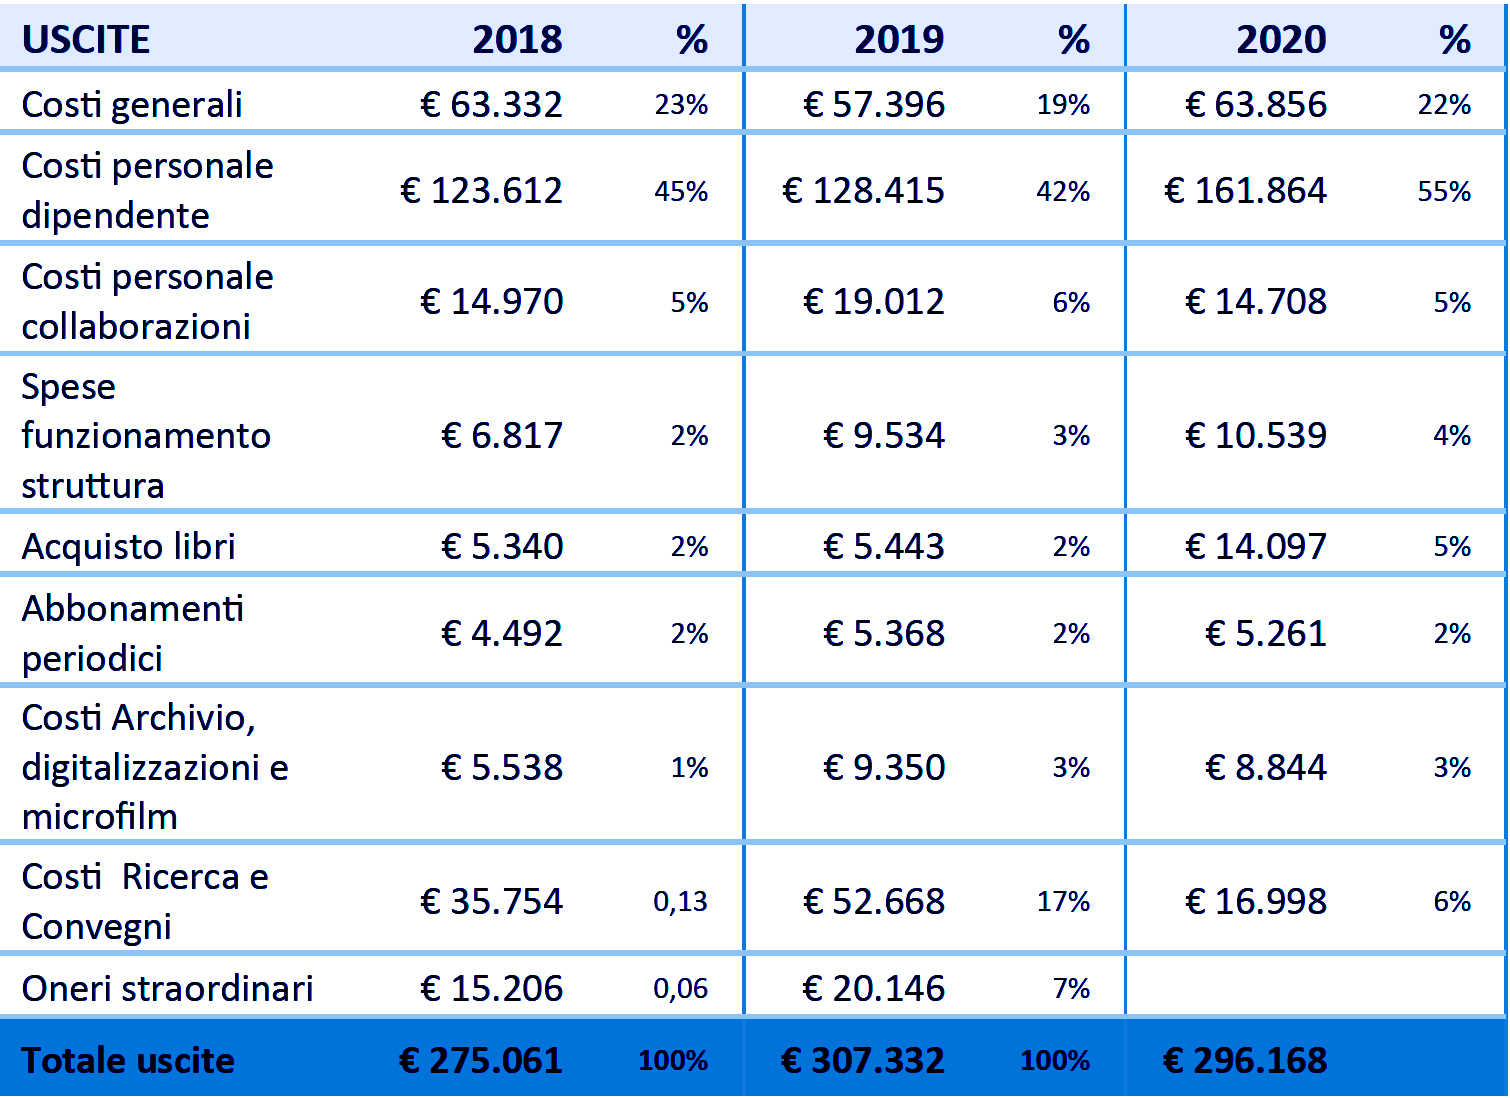 USCITE 2018 % 2019 % 2020 %
Costi generali € 63.332 23% € 57.396 19% € 63.856 22%
Costi personale
dipendente € 123.612 45% € 128.415 42% € 161.864 55%
Costi personale
collaborazioni € 14.970 5% € 19.012 6% € 14.708 5%
Spese
funzionamento € 6.817 2% € 9.534 3% € 10.539 4%
struttura
Acquisto libri € 5.340 2% € 5.443 2% € 14.097 5%
Abbonamenti
periodici € 4.492 2% € 5.368 2% € 5.261 2%
Costi Archivio,
digitalizzazioni e € 5.538 1% € 9.350 3% € 8.844 3%
microfilm
Costi  Ricerca e
Convegni € 35.754 0,13 € 52.668 17% € 16.998 6%
Oneri straordinari € 15.206 0,06 € 20.146 7%
Totale uscite € 275.061 100% € 307.332 100% € 296.168